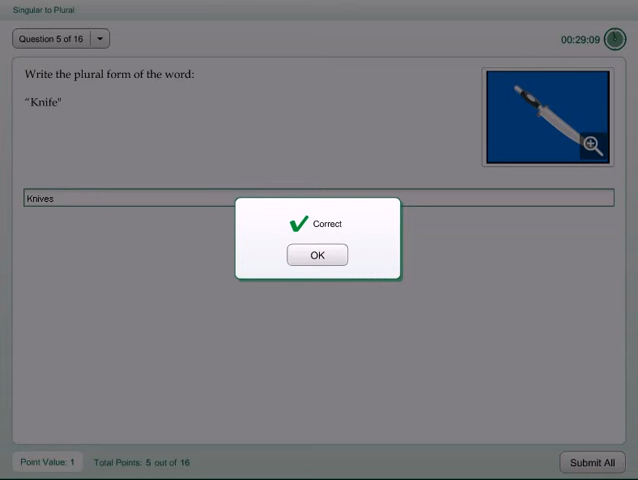 Singular to Plural
Question 5 of 16
00:29:09
Write the plural form of the word:
“Knife"
Knives
Correct
OK
Point Value: 1
Total Points: 5 out of 16
Submit All